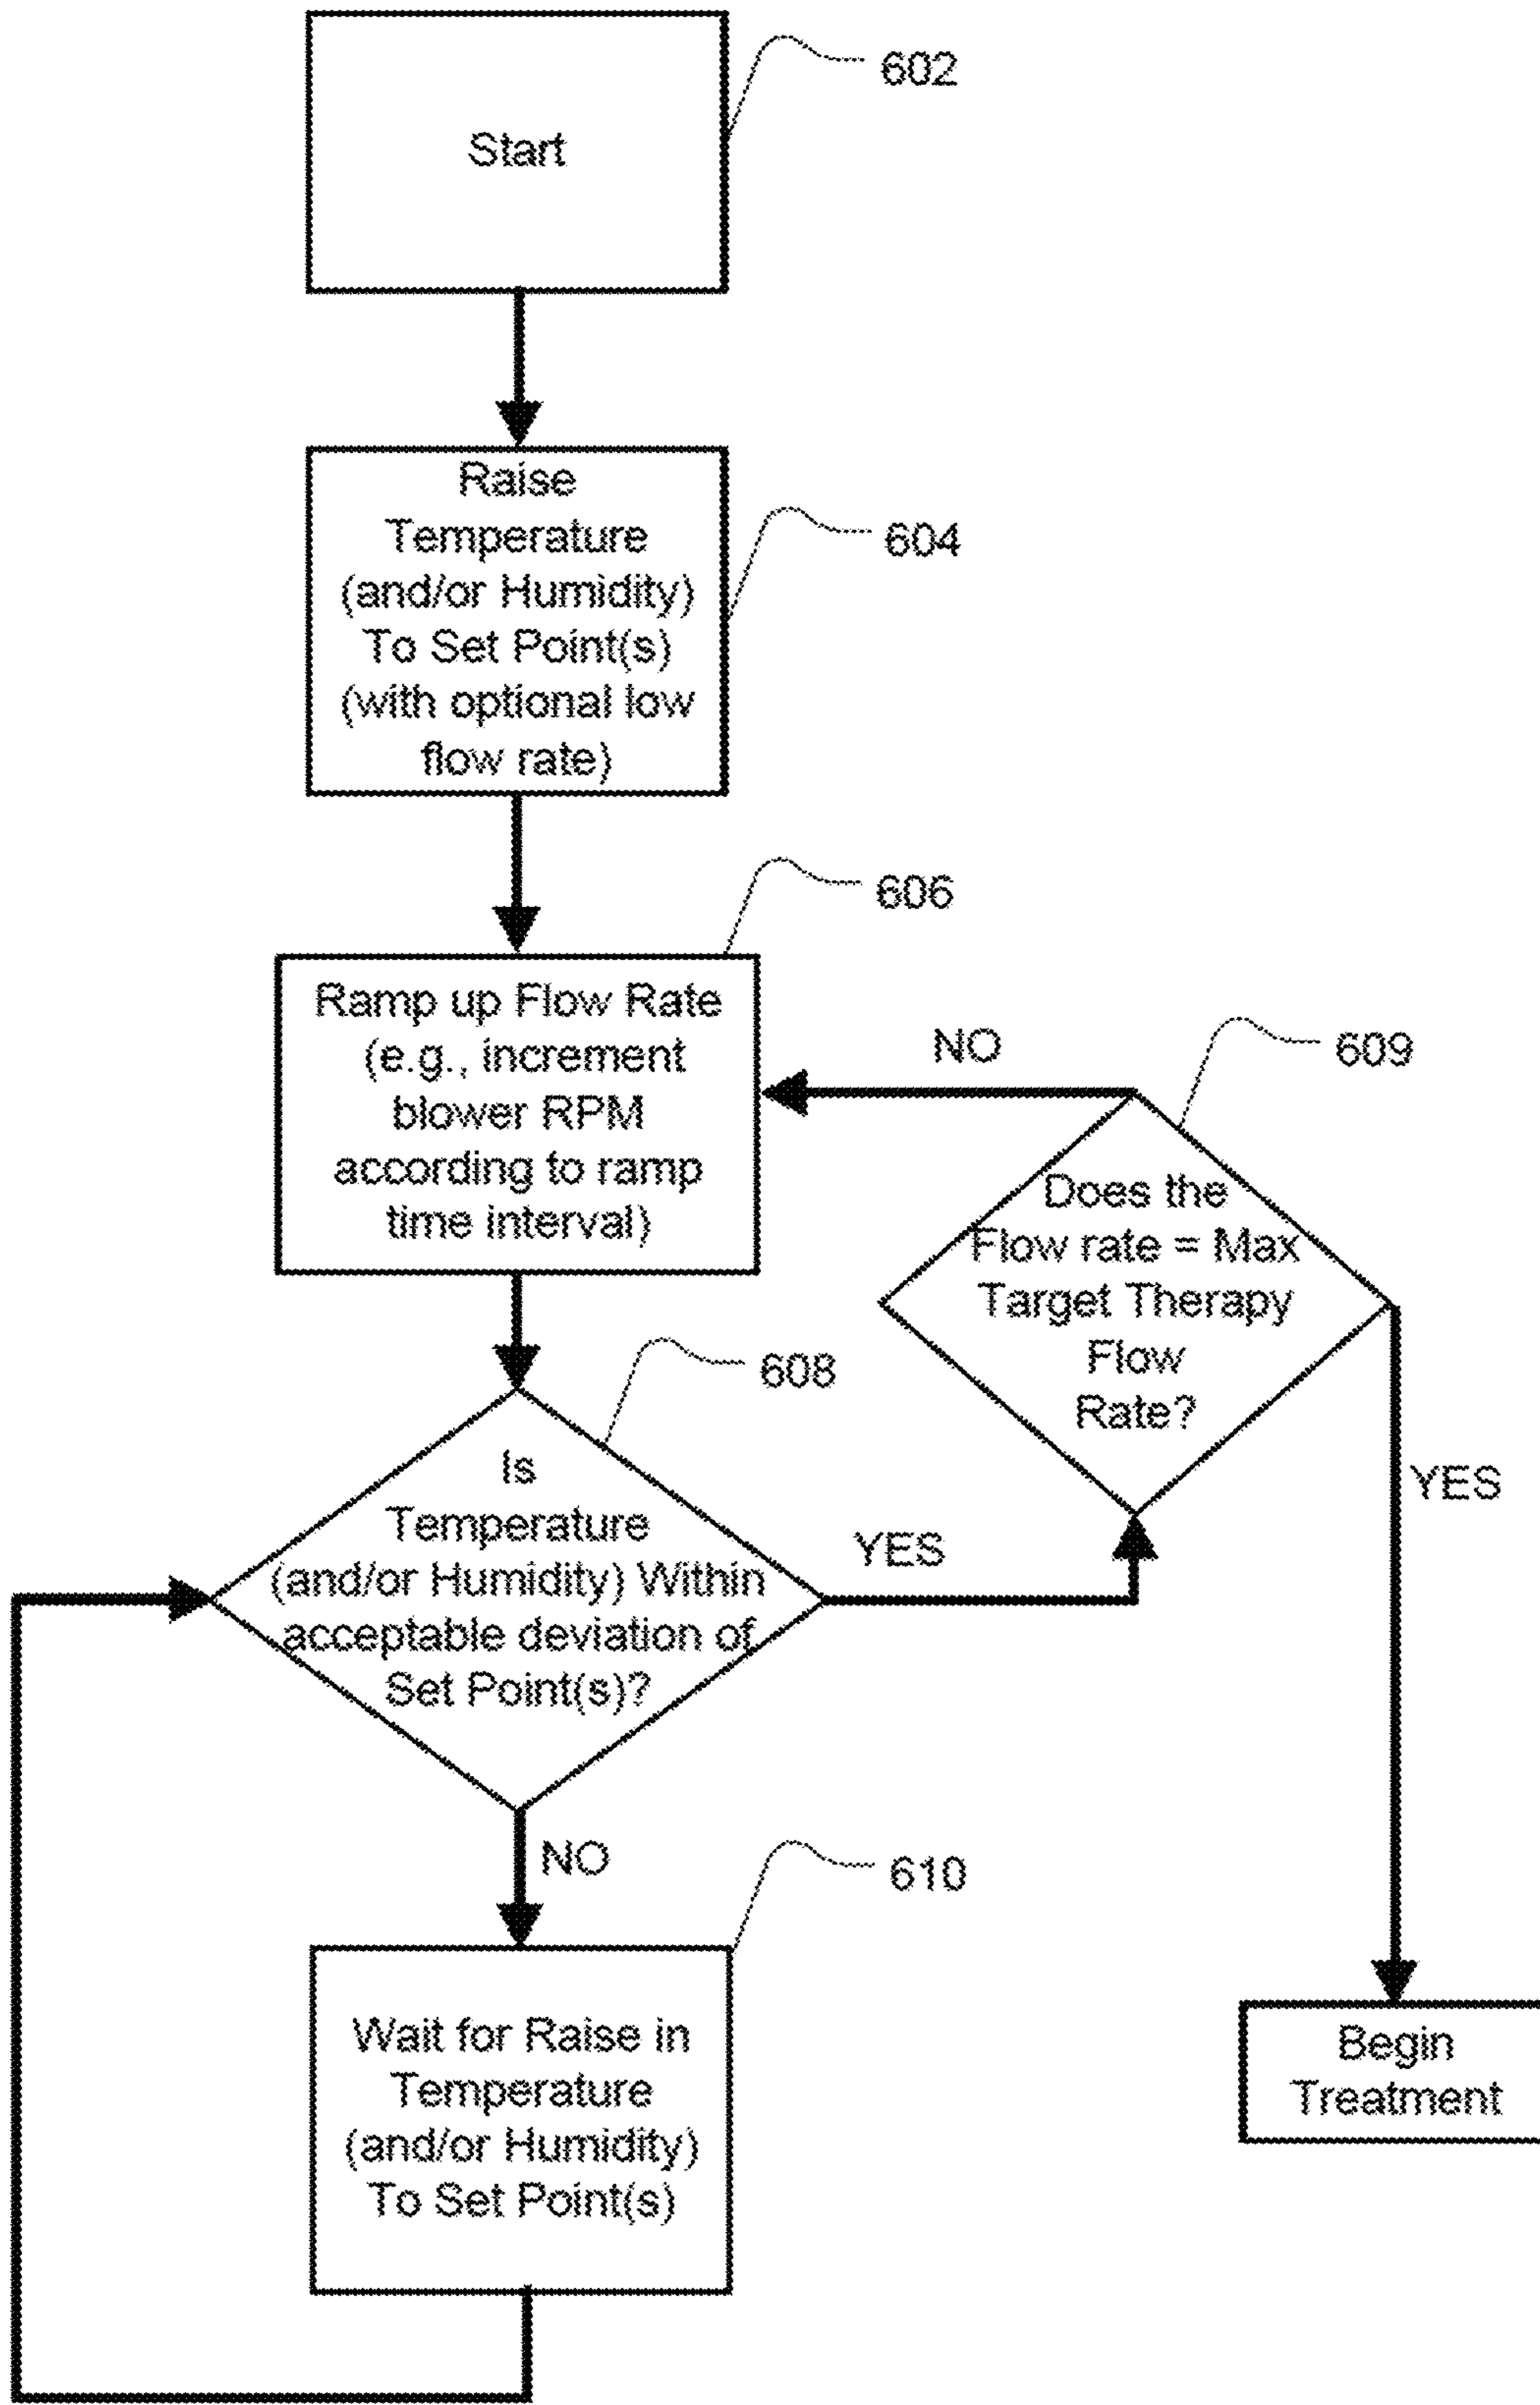 602
Start
604
Raise
Temperature
(and/or Humidity)
To Set Point(s)
(with optional low
flow rate)
606
Ramp up Flow Rate
(e.g., increment
blower RPM
according to ramp
time interval)
NO
609
Does the
Flow rate = Max
Target Therapy
Flow
Rate?
608
Is
Temperature
(and/or Humidity) Within
acceptable deviation of
Set Point(s)?
YES
YES
NO
610
Wait for Raise in
Temperature
(and/or Humidity)
To Set Point(s)
Begin
Treatment